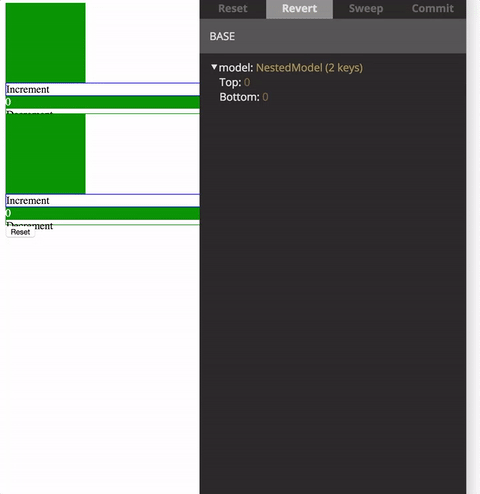 Increment
0
Decrement
Increment
0
Decrement
Reset
Reset Revert Sweep Commit
BASE
model: NestedModel (2 keys)
Top: 0
Bottom: 0